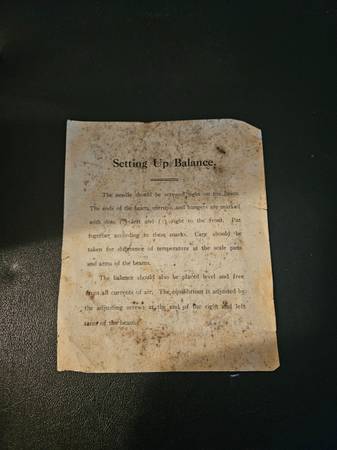 Setting Up Balance.
The needle should be screwed tight on the beam.
The ends of the beam, stirrups and hangers are marked
with dots, left and right to the front. Put
together according to these marks. Care should be
taken for difference of temperature at the scale pans
and arms of the beams.
The balance should also be placed level and free
from all currents of air. The equilibrium is adjusted by
the adjusting screws at the end of the right and left
arms of the beams.